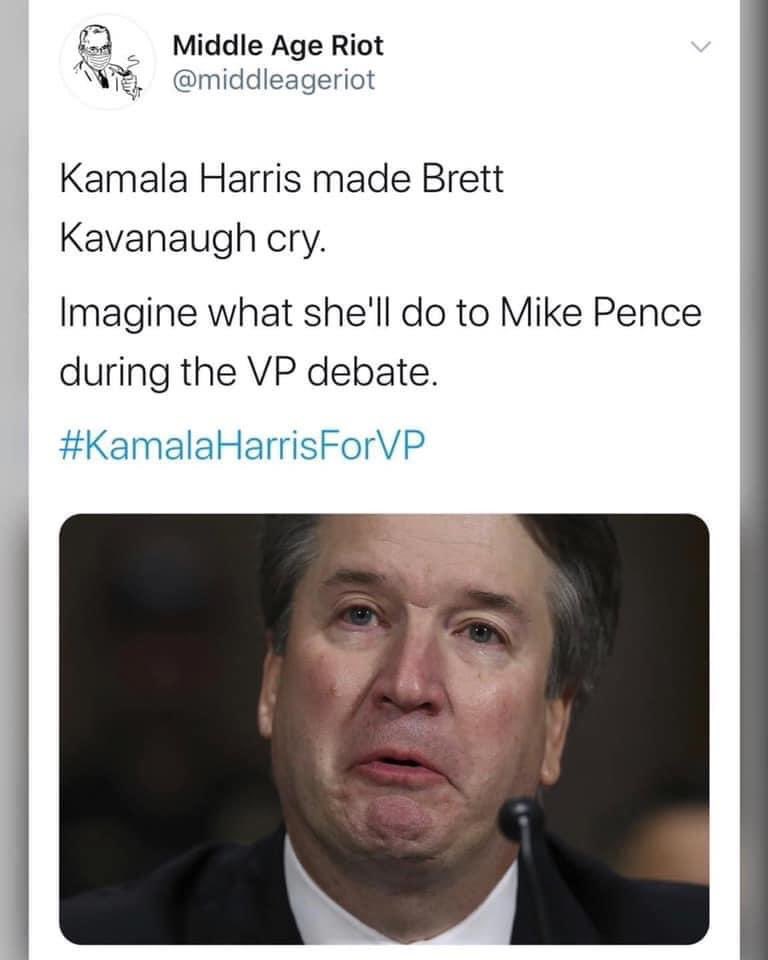 Middle Age Riot
@middleageriot
Kamala Harris made Brett
Kavanaugh cry.
Imagine what she'll do to Mike Pence
during the VP debate.
#KamalaHarrisForVP